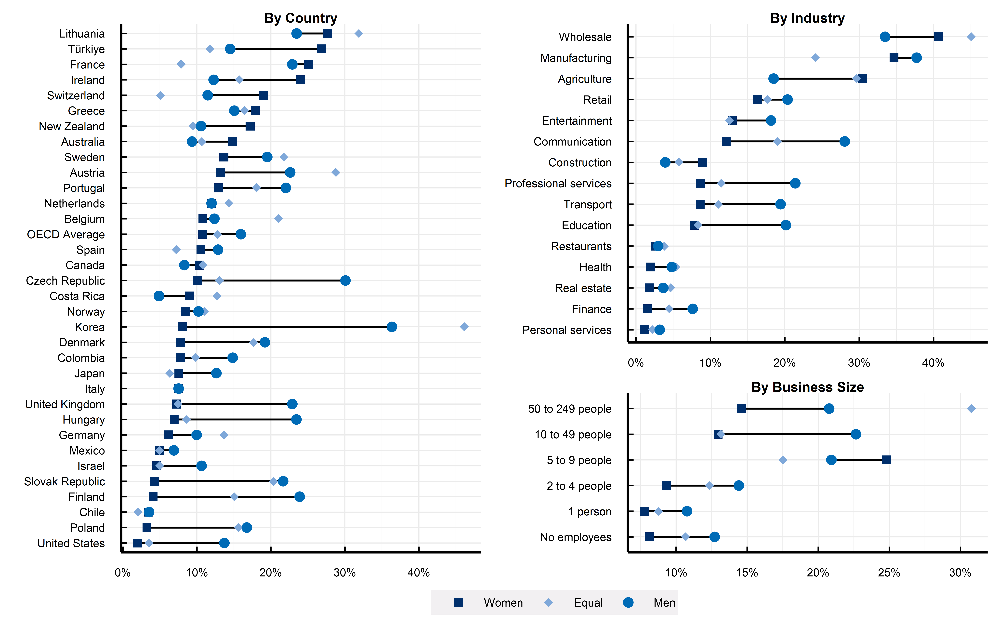 By Country
Lithuania
Türkiye
France
Ireland
Switzerland
Greece
New Zealand
Australia
Sweden
Austria
Portugal
Netherlands
Belgium
OECD Average
Spain
Canada
Czech Republic
Costa Rica
Norway
Korea
Denmark
Colombia
Japan
Italy
United Kingdom
Hungary
Germany
Mexico
Israel
Slovak Republic
Finland
Chile
Poland
United States
0% 10% 20% 30% 40%
By Industry
Wholesale
Manufacturing
Agriculture
Retail
Entertainment
Communication
Construction
Professional services
Transport
Education
Restaurants
Health
Real estate
Finance
Personal services
0% 10% 20% 30% 40%
By Business Size
50 to 249 people
10 to 49 people
5 to 9 people
2 to 4 people
1 person
No employees
10% 15% 20% 25% 30%
Women Equal Men